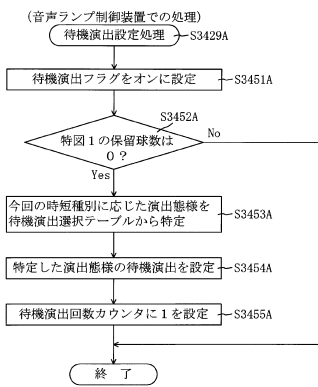 (音声ランプ制御装置での処理)
待機演出設定処理 S3429A
待機演出フラグをオンに設定 S3451A
S3452A
特図1の保留球数は
0?
No
Yes
今回の時短種別に応じた演出態様を
待機演出選択テーブルから特定 S3453A
特定した演出態様の待機演出を設定 S3454A
待機演出回数カウンタに1を設定 S3455A
終了